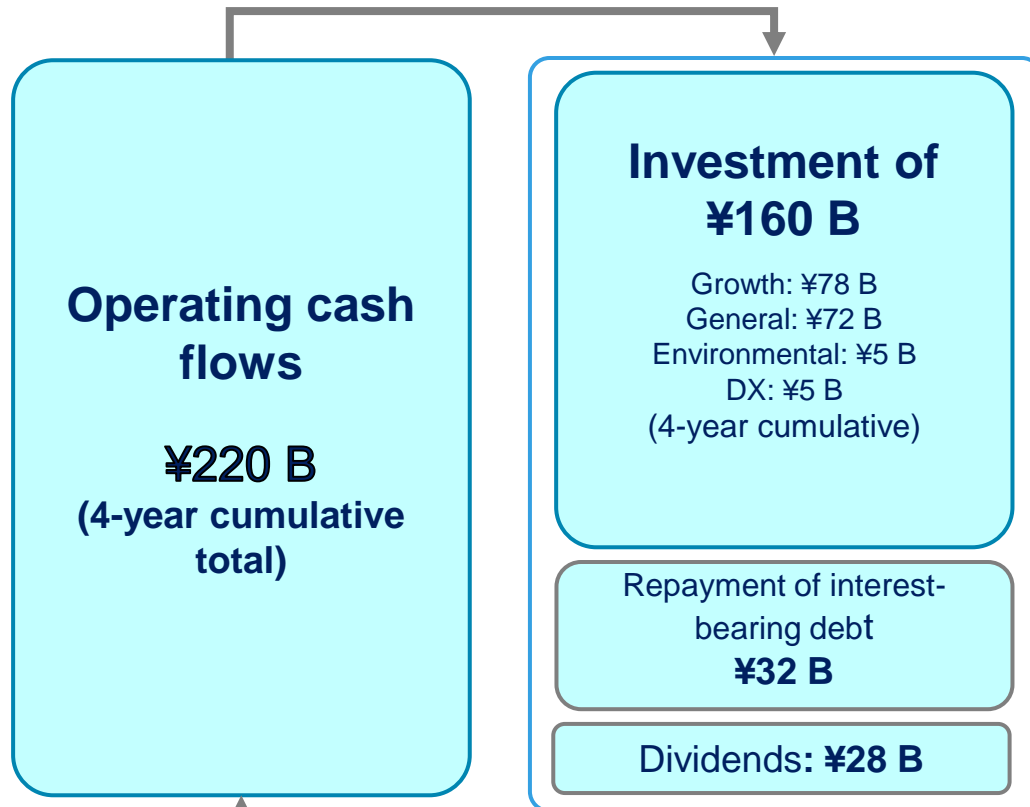 Operating cash
flows
¥220 B
(4-year cumulative
total)
Investment of
¥160 B
Growth: ¥78 B
General: ¥72 B
Environmental: ¥5 B
DX: ¥5 B
(4-year cumulative)
Repayment of interest-
bearing debt
¥32 B
Dividends: ¥28 B